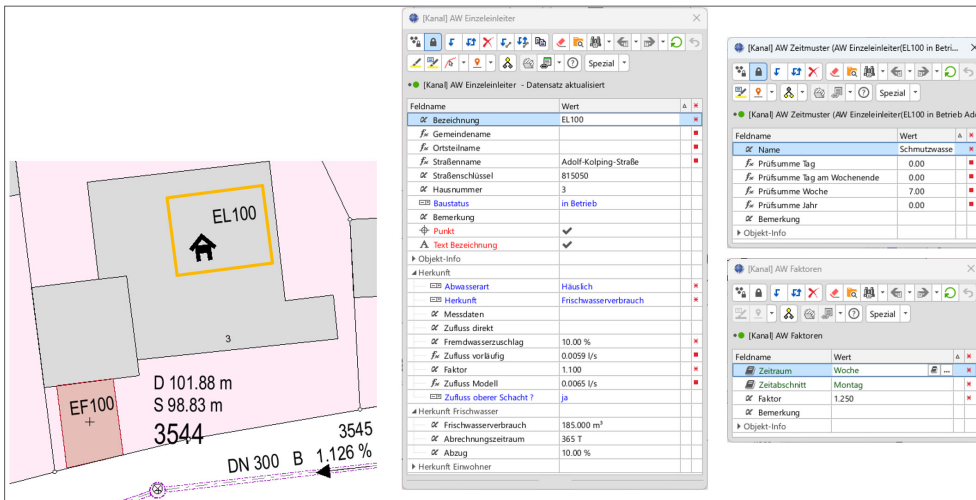 EL100
3
D 101.88 m
S 98.83 m
EF100
3544
3545
DN 300 B 1.126 %
[Kanal] AW Einzeleinleiter
Spezial
[Kanal] AW Einzeleinleiter - Datensatz aktualisiert
Feldname Wert
Bezeichnung EL100
Gemeindename
Ortsteilname
Straßenname Adolf-Kolping-Straße
Straßenschlüssel 815050
Hausnummer 3
Baustatus in Betrieb
Bemerkung
Punkt
Text Bezeichnung
Objekt-Info
Herkunft
Abwasserart Häuslich
Herkunft Frischwasserverbrauch
Messdaten
Zufluss direkt
Fremdwasserzuschlag 10.00 %
Zufluss vorläufig 0.0059 l/s
Faktor 1.100
Zufluss Modell 0.0065 l/s
Zufluss oberer Schacht ? ja
Herkunft Frischwasser
Frischwasserverbrauch 185.000 m³
Abrechnungszeitraum 365 T
Abzug 10.00 %
Herkunft Einwohner
[Kanal] AW Zeitmuster (AW Einzeleinleiter(EL100 in Betri...
Spezial
[Kanal] AW Zeitmuster (AW Einzeleinleiter(EL100 in Betrieb Ado
Feldname Wert
Name Schmutzwasse
Prüfsumme Tag 0.00
Prüfsumme Tag am Wochenende 0.00
Prüfsumme Woche 7.00
Prüfsumme Jahr 0.00
Bemerkung
Objekt-Info
[Kanal] AW Faktoren
Spezial
[Kanal] AW Faktoren
Feldname Wert
Zeitraum Woche ...
Zeitabschnitt Montag
Faktor 1.250
Bemerkung
Objekt-Info